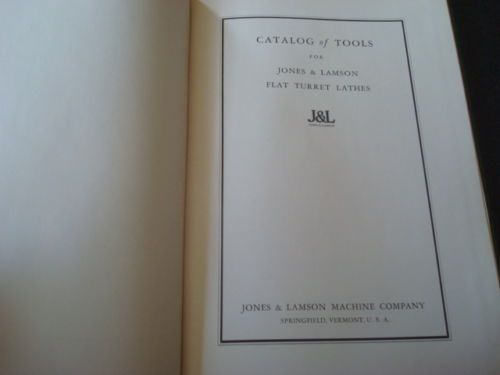 CATALOG of TOOLS
FOR
JONES & LAMSON
FLAT TURRET LATHES
J&L
JONES & LAMSON MACHINE COMPANY
SPRINGFIELD, VERMONT, U. S. A.